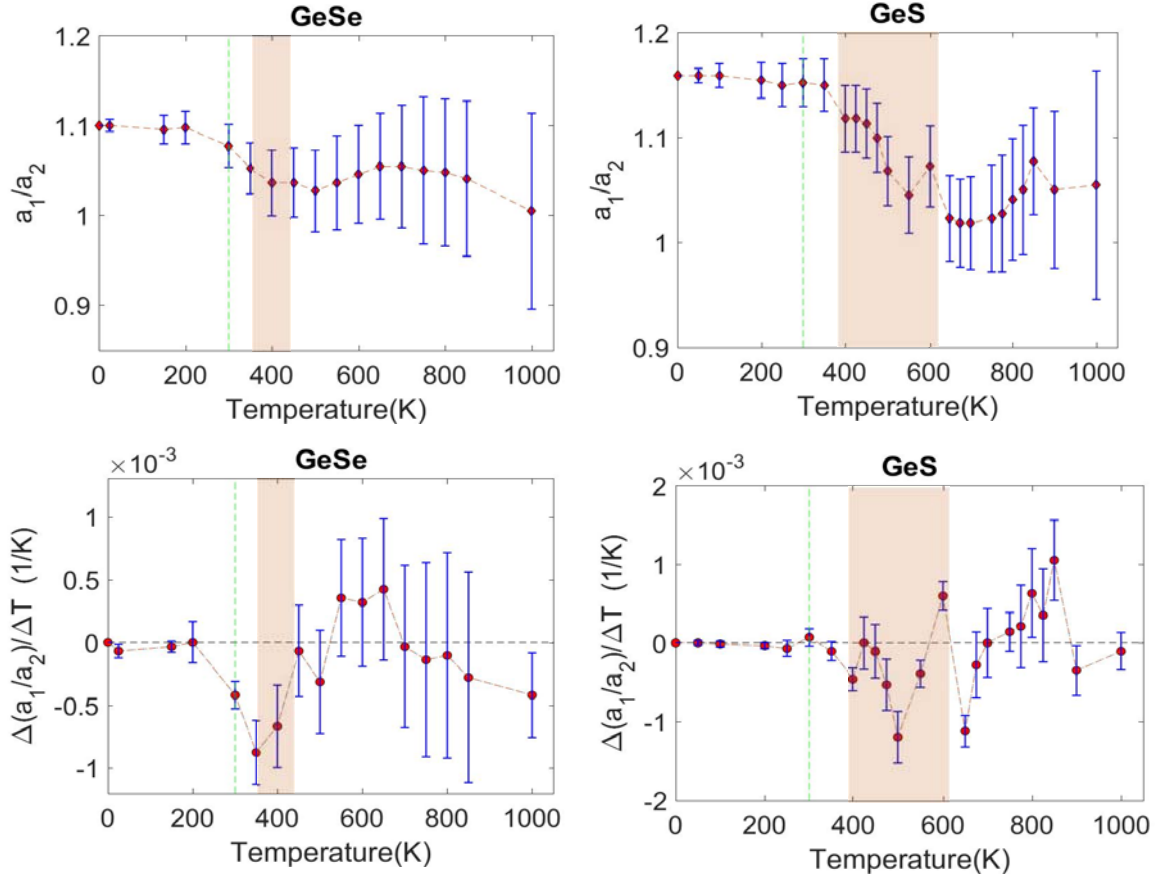 GeSe
1.2
1.1
1
0.9
a1/a2
0 200 400 600 800 1000
Temperature(K)
GeS
1.2
1.1
1
0.9
a1/a2
0 200 400 600 800 1000
Temperature(K)
×10-3
GeSe
1
0.5
0
-0.5
-1
Δ(a1/a2)/ΔT (1/K)
0 200 400 600 800 1000
Temperature(K)
×10-3
GeS
2
1
0
-1
-2
Δ(a1/a2)/ΔT (1/K)
0 200 400 600 800 1000
Temperature(K)